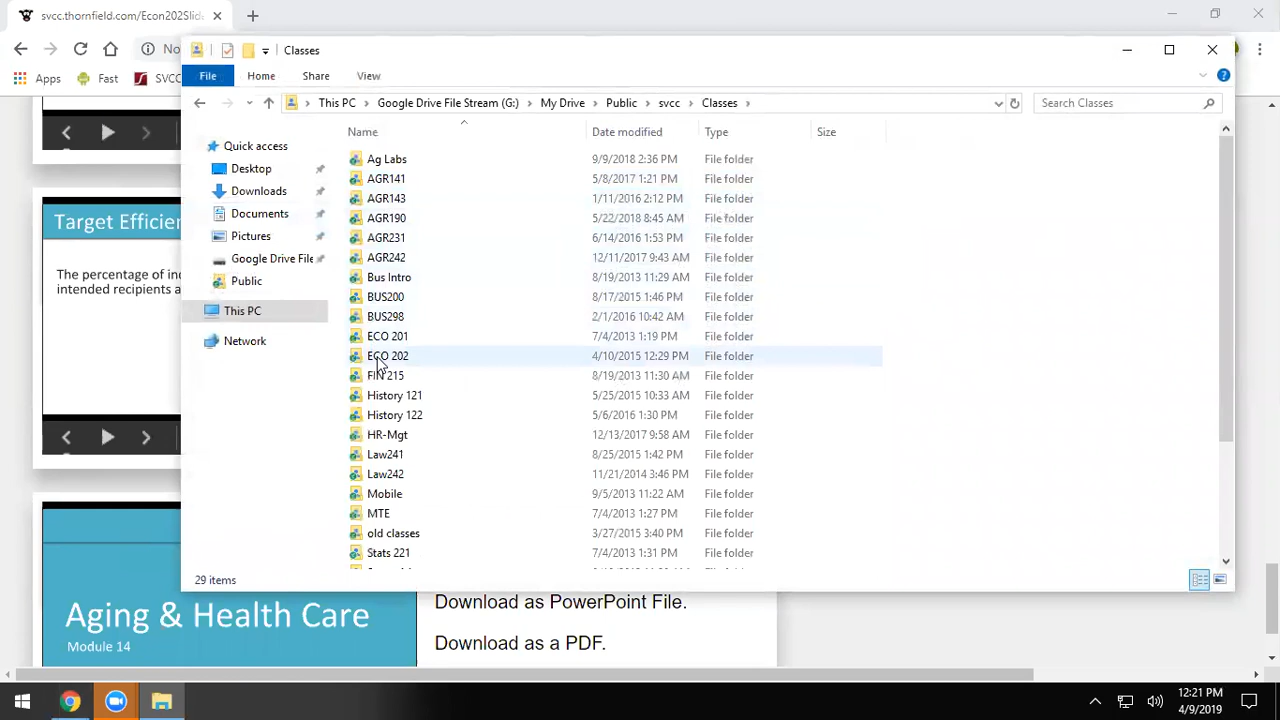 svcc.thornfield.com/Econ202Slid
No
Apps Fast SVCC
Classes
File Home Share View
This PC Google Drive File Stream (G:) My Drive Public svcc Classes
Search Classes
Name Date modified Type Size
Quick access
Desktop
Downloads
Documents
Pictures
Google Drive File
Public
This PC
Network
Ag Labs 9/9/2018 2:36 PM File folder
AGR141 5/8/2017 1:21 PM File folder
AGR143 1/11/2016 2:12 PM File folder
AGR190 5/22/2018 8:45 AM File folder
AGR231 6/14/2016 1:53 PM File folder
AGR242 12/11/2017 9:43 AM File folder
Bus Intro 8/19/2013 11:29 AM File folder
BUS200 8/17/2015 1:46 PM File folder
BUS298 2/1/2016 10:42 AM File folder
ECO 201 7/4/2013 1:19 PM File folder
ECO 202 4/10/2015 12:29 PM File folder
FIN 215 8/19/2013 11:30 AM File folder
History 121 5/25/2015 10:33 AM File folder
History 122 5/6/2016 1:30 PM File folder
HR-Mgt 12/13/2017 9:58 AM File folder
Law241 8/25/2015 1:42 PM File folder
Law242 11/21/2014 3:46 PM File folder
Mobile 9/5/2013 11:22 AM File folder
MTE 7/4/2013 1:27 PM File folder
old classes 3/27/2015 3:40 PM File folder
Stats 221 7/4/2013 1:31 PM File folder
29 items
Target Efficien
The percentage of inc
intended recipients a
Aging & Health Care
Module 14
Download as PowerPoint File.
Download as a PDF.
12:21 PM
4/9/2019